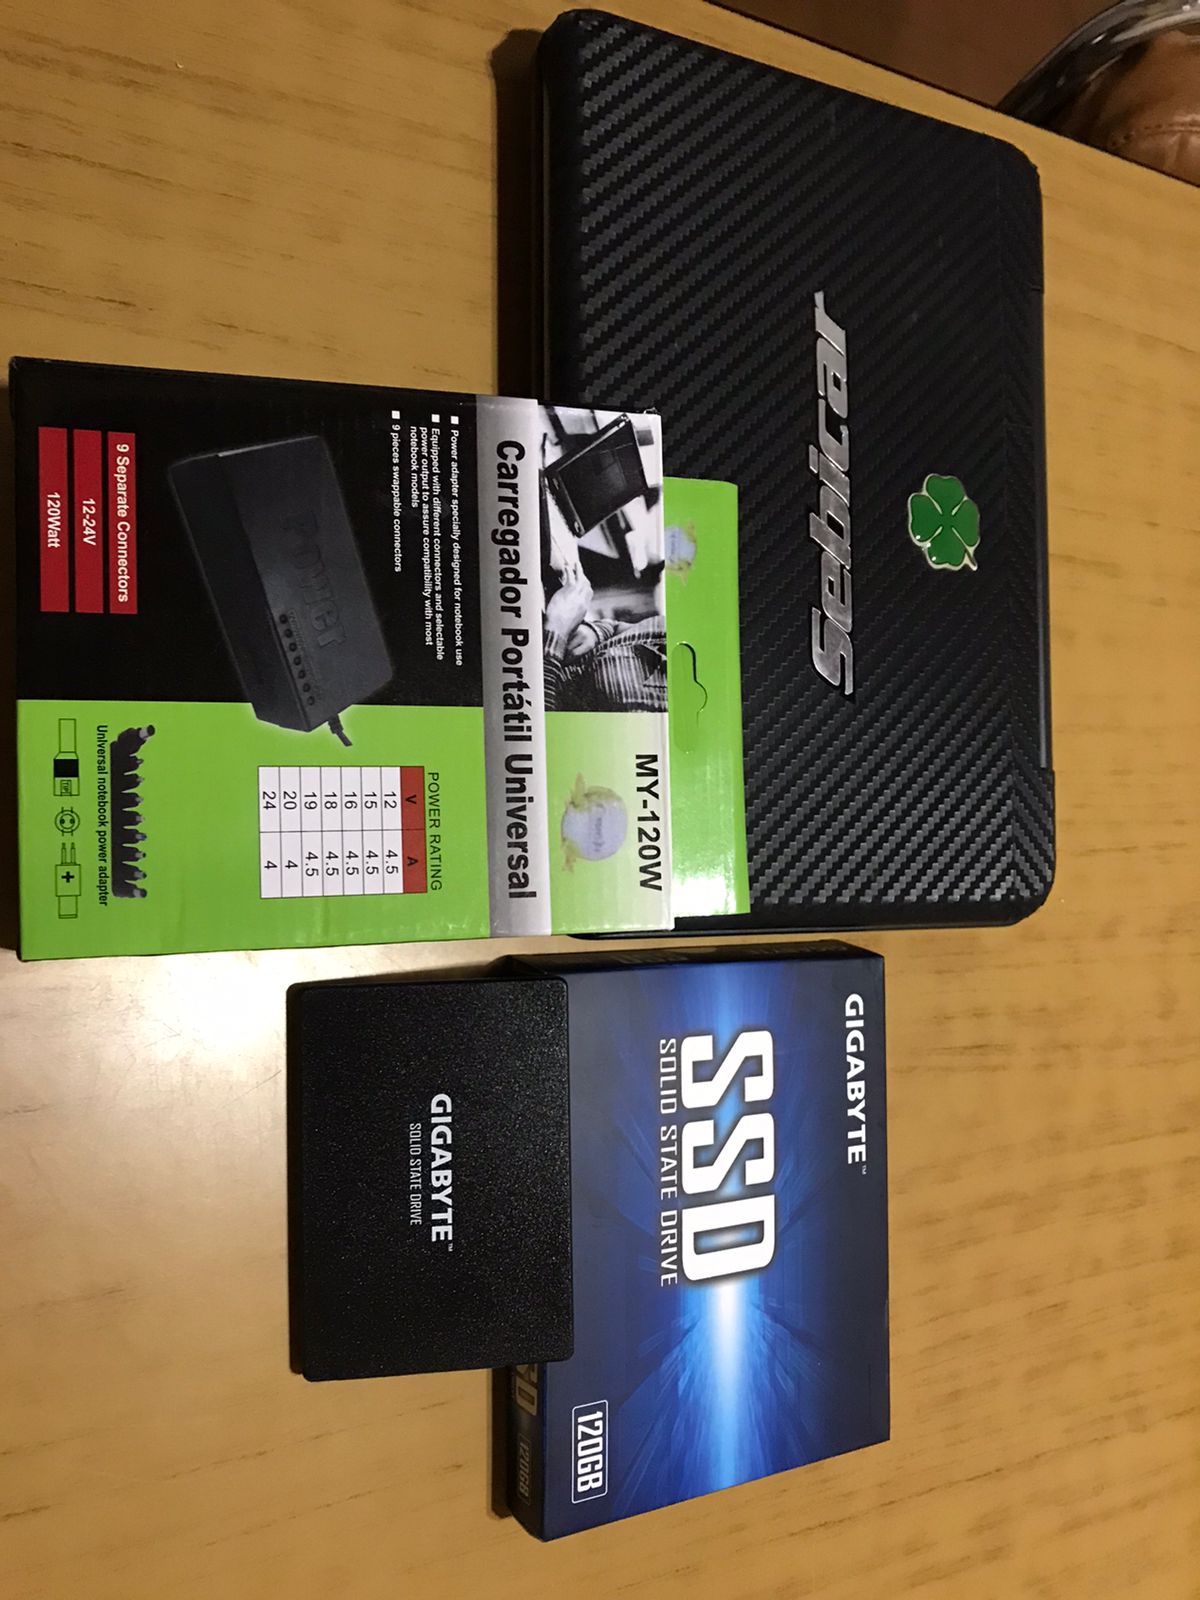 Sebicar
MY-120W
Carregador Portátil Universal
Power adapter specially designed for notebook use
Equipped with different connectors and selectable
power output to assure compatibility with most
notebook models
9 pieces swappable connectors
Power
POWER RATING
V A
12 4.5
15 4.5
16 4.5
18 4.5
19 4.5
20 4
24 4
9 Separate Connectors
12-24V
120Watt
Universal notebook power adapter
GIGABYTE™
SSD
SOLID STATE DRIVE
120GB
120GB
GIGABYTE™
SOLID STATE DRIVE